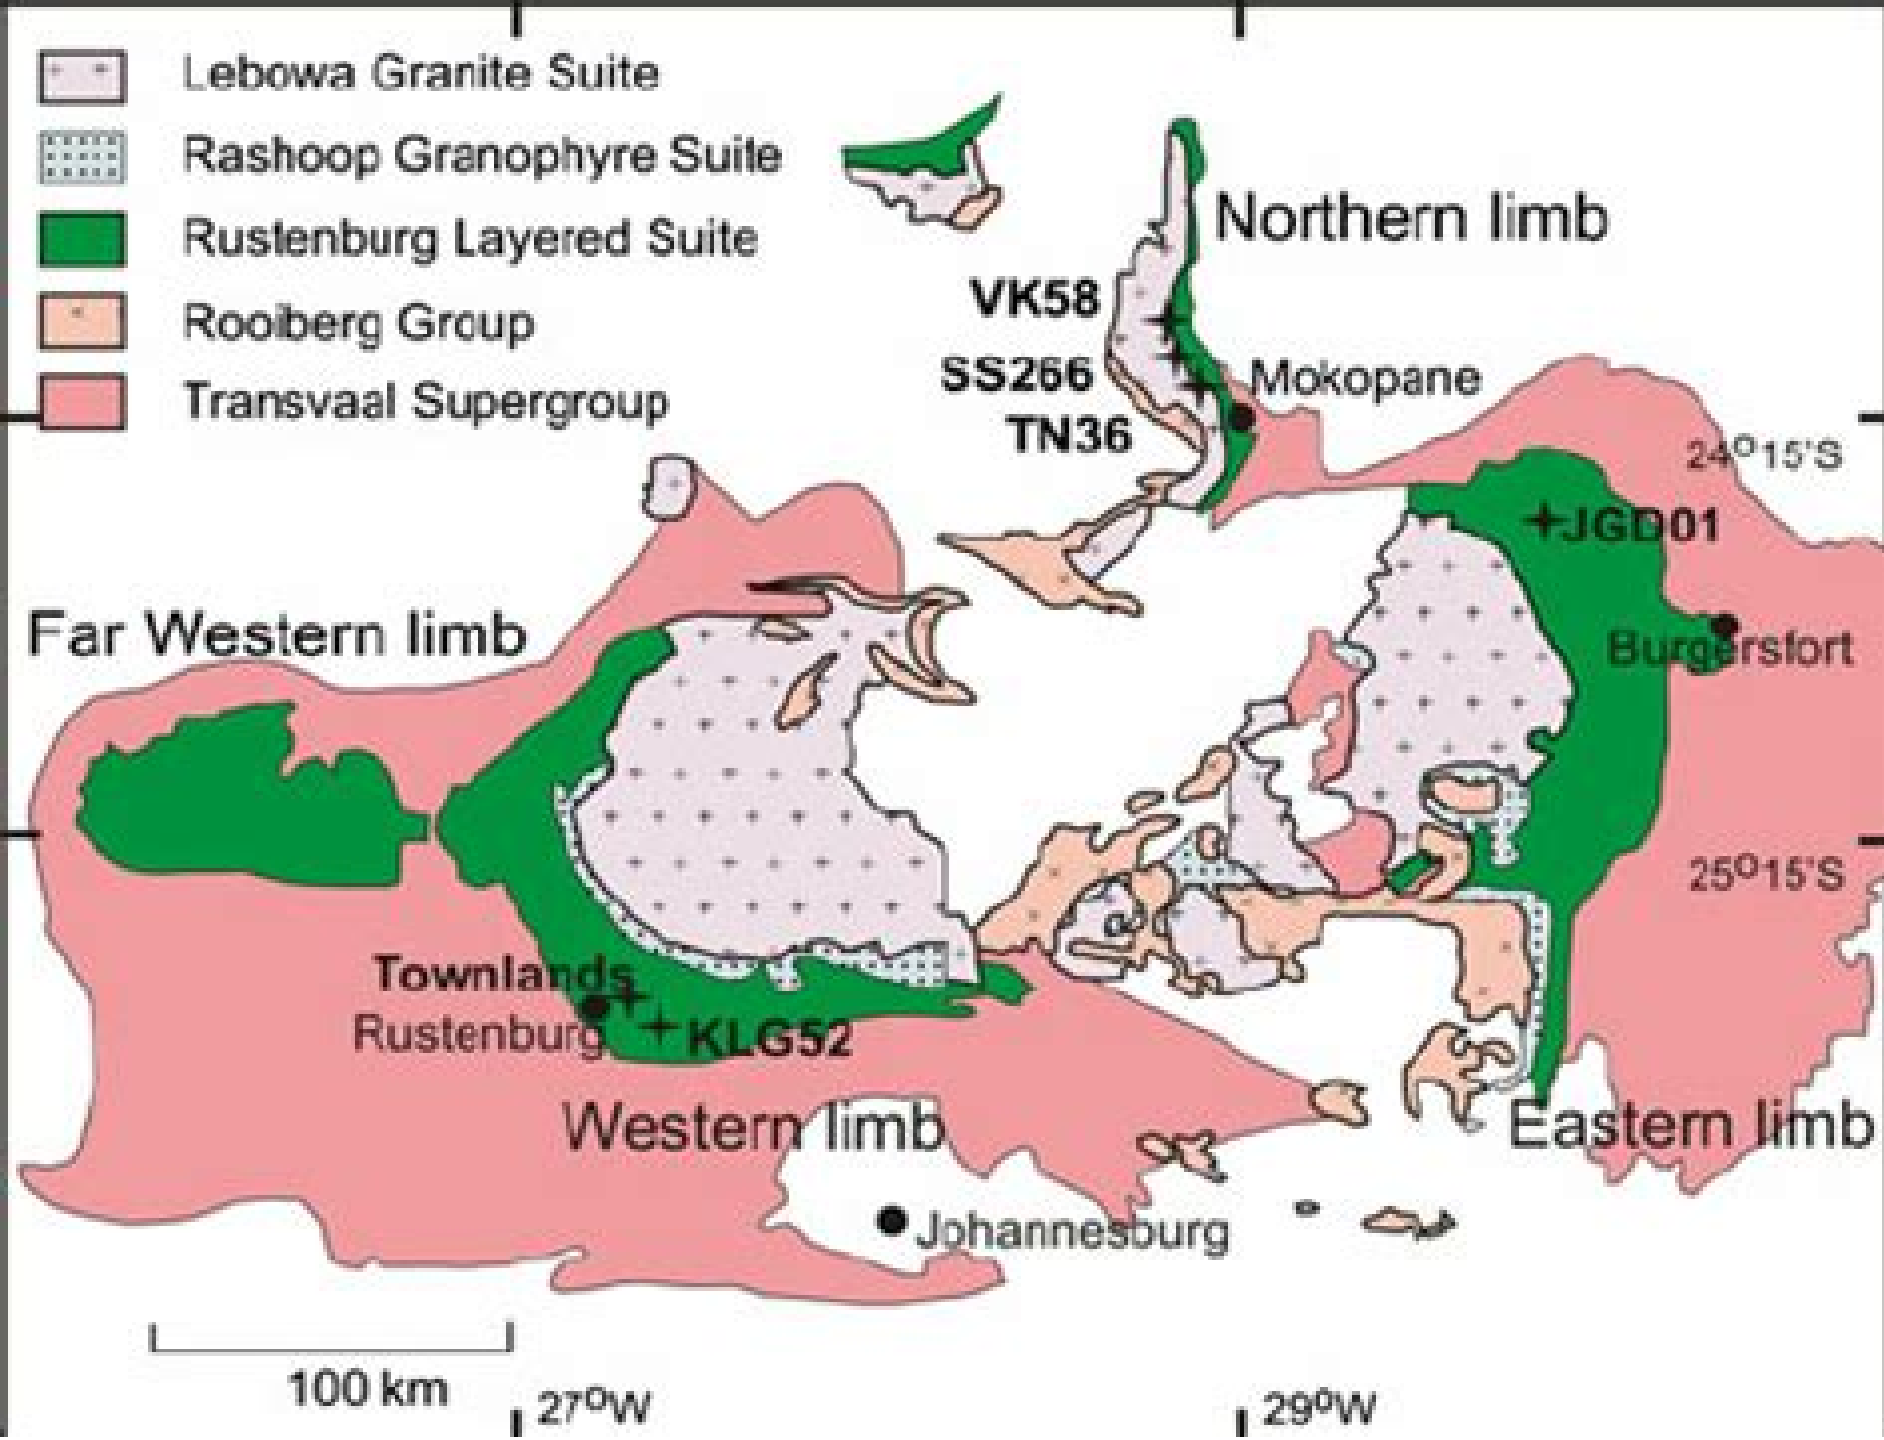 Lebowa Granite Suite
Rashoop Granophyre Suite
Rustenburg Layered Suite
Rooiberg Group
Transvaal Supergroup
Northern limb
VK58
SS266
TN36
Mokopane
24°15'S
JGD01
Far Western limb
Burgersfort
25°15'S
Townlands
Rustenburg
KLG52
Western limb
Eastern limb
Johannesburg
100 km
27°W
29°W